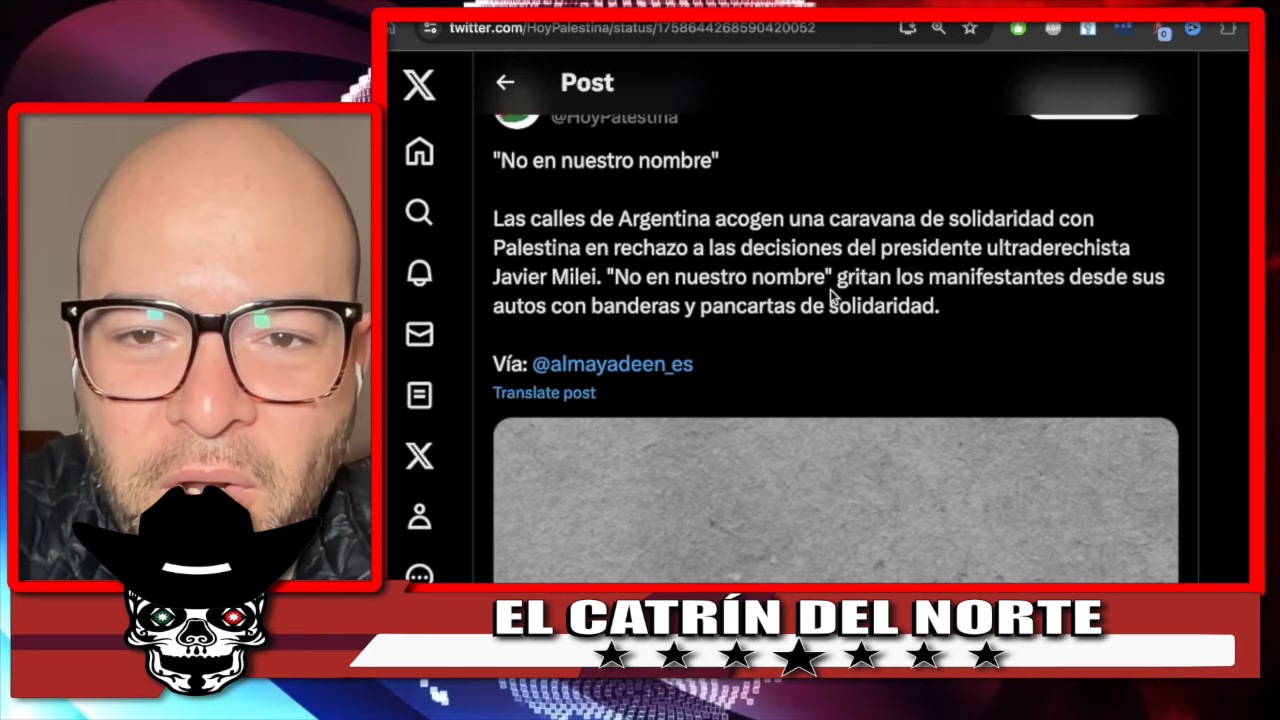 twitter.com/HoyPalestina/status/1758644268590420052
Post
@HoyPalestina
"No en nuestro nombre"
Las calles de Argentina acogen una caravana de solidaridad con
Palestina en rechazo a las decisiones del presidente ultraderechista
Javier Milei. "No en nuestro nombre" gritan los manifestantes desde sus
autos con banderas y pancartas de solidaridad.
Vía: @almayadeen_es
Translate post
EL CATRÍN DEL NORTE